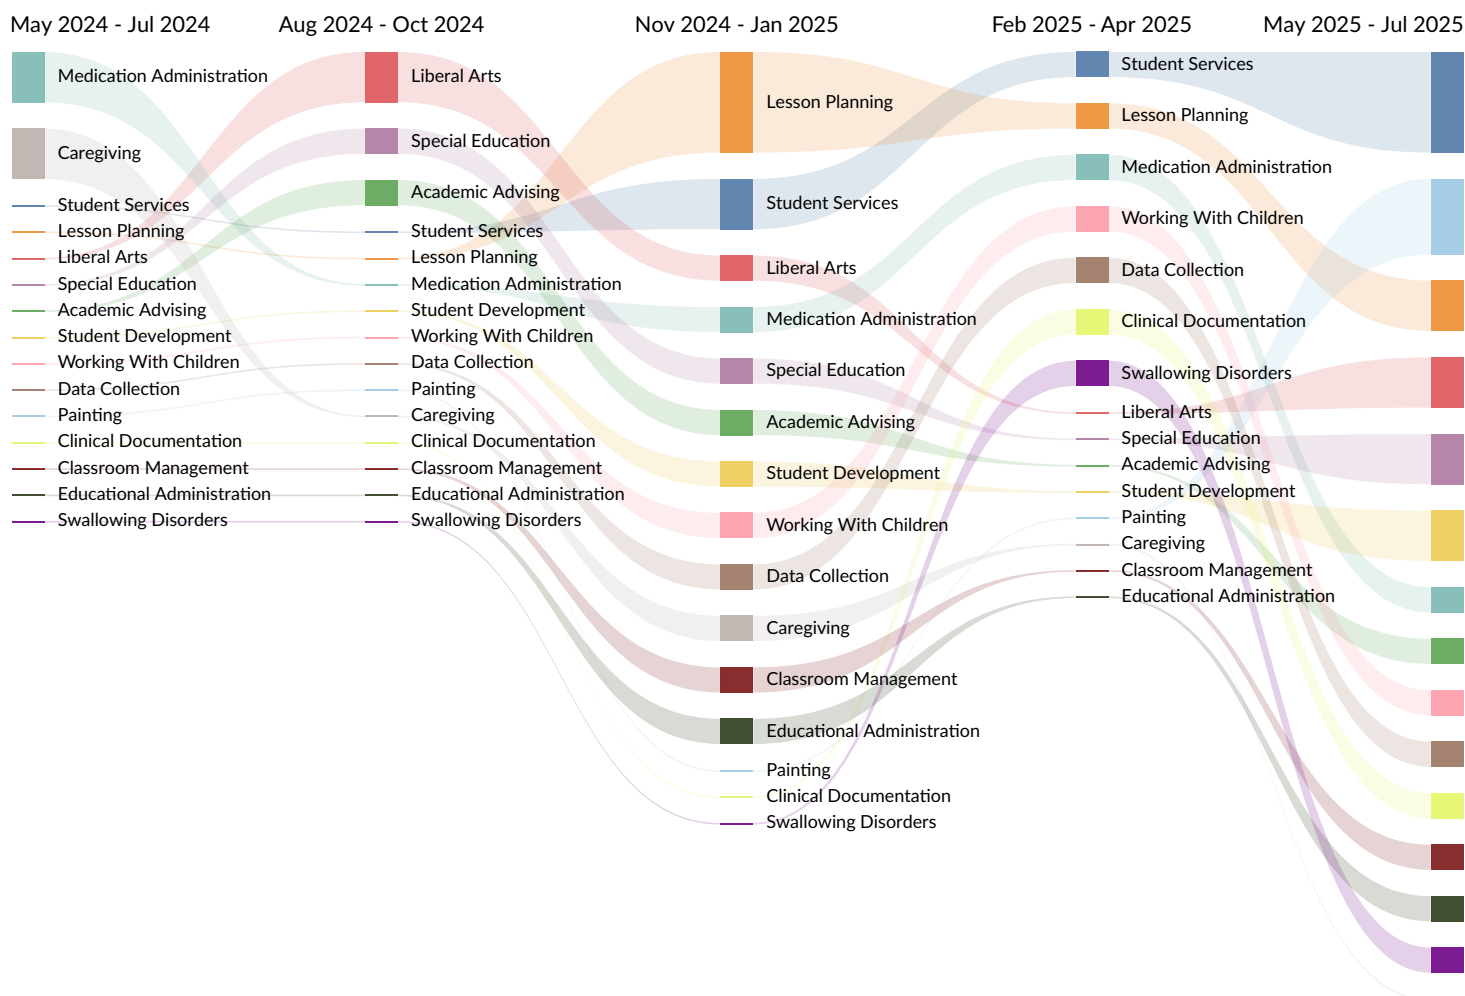 May 2024 - Jul 2024
Aug 2024 - Oct 2024
Nov 2024 - Jan 2025
Feb 2025 - Apr 2025
May 2025 - Jul 2025
Medication Administration
Caregiving
Student Services
Lesson Planning
Liberal Arts
Special Education
Academic Advising
Student Development
Working With Children
Data Collection
Painting
Clinical Documentation
Classroom Management
Educational Administration
Swallowing Disorders
Liberal Arts
Special Education
Academic Advising
Student Services
Lesson Planning
Medication Administration
Student Development
Working With Children
Data Collection
Painting
Caregiving
Clinical Documentation
Classroom Management
Educational Administration
Swallowing Disorders
Lesson Planning
Student Services
Liberal Arts
Medication Administration
Special Education
Academic Advising
Student Development
Working With Children
Data Collection
Caregiving
Classroom Management
Educational Administration
Painting
Clinical Documentation
Swallowing Disorders
Student Services
Lesson Planning
Medication Administration
Working With Children
Data Collection
Clinical Documentation
Swallowing Disorders
Liberal Arts
Special Education
Academic Advising
Student Development
Painting
Caregiving
Classroom Management
Educational Administration